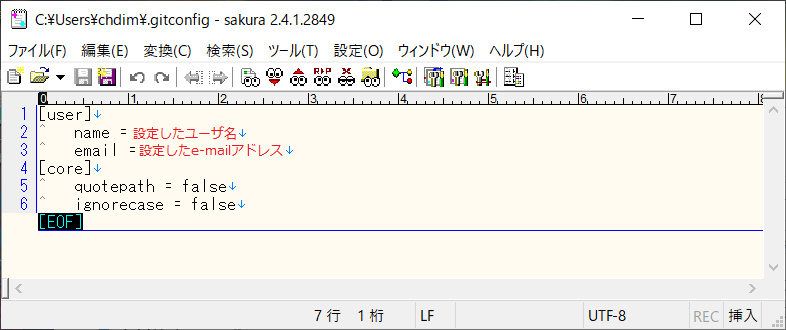 C:¥Users¥chdim¥.gitconfig - sakura 2.4.1.2849
ファイル(F) 編集(E) 変換(C) 検索(S) ツール(T) 設定(O) ウィンドウ(W) ヘルプ(H)
0 1 2 3 4 5 6 7 8
1 [user]↓
2 ^ name = 設定したユーザ名↓
3 ^ email =設定したe-mailアドレス↓
4 [core]↓
5 ^ quotepath = false↓
6 ^ ignorecase = false↓
[EOF]
7 行 1 桁 LF UTF-8 REC 挿入